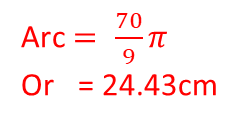 Arc = 70/9 π
Or = 24.43cm